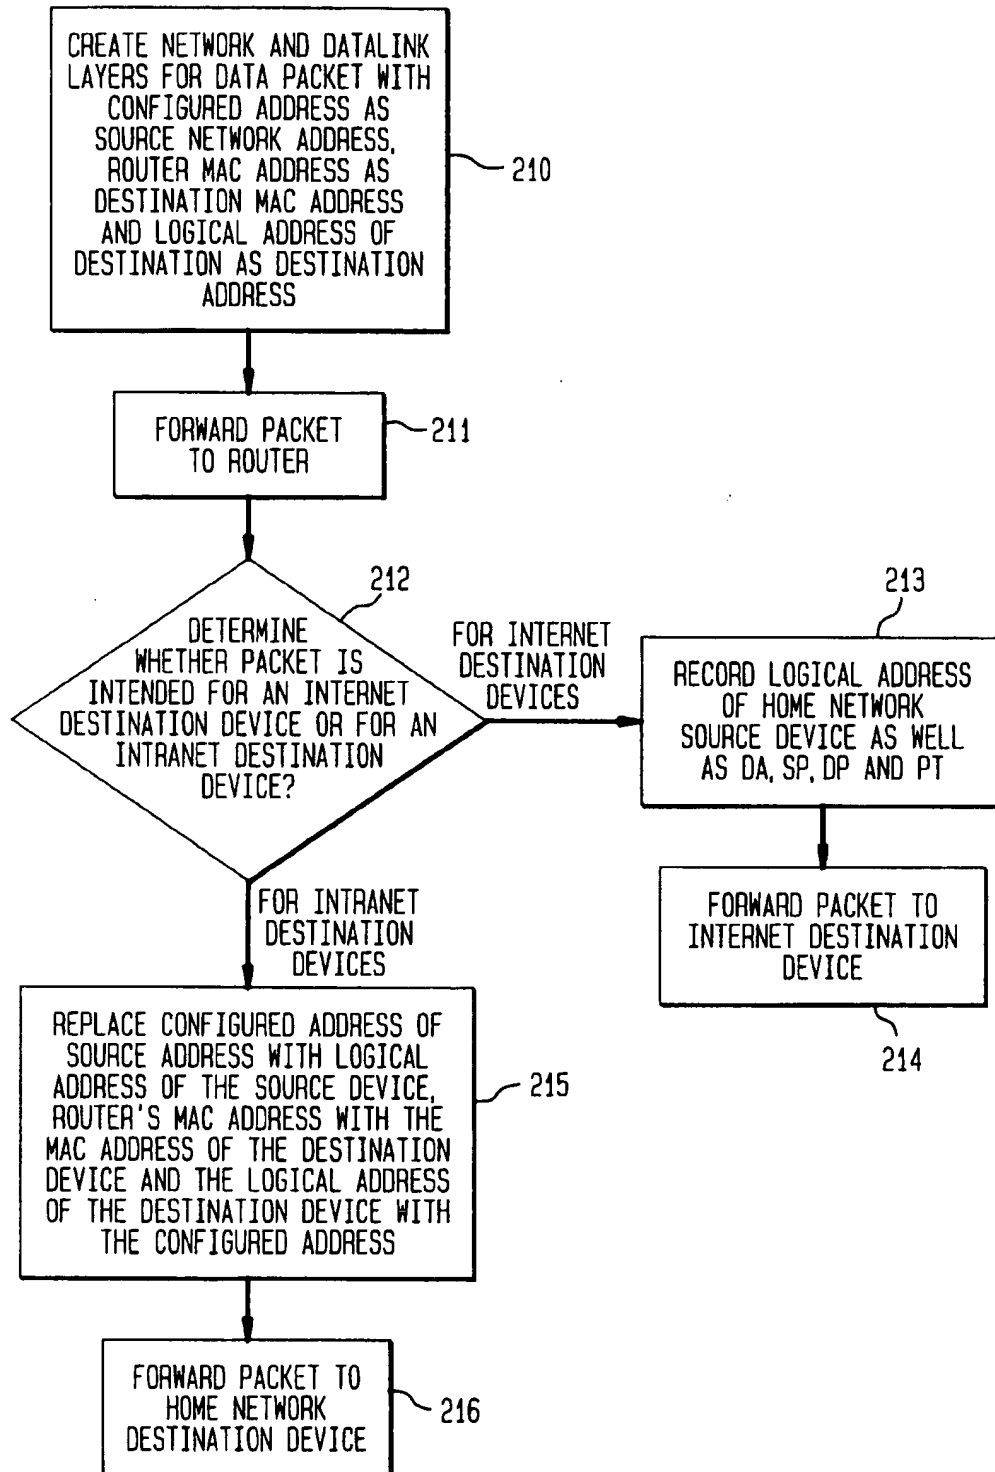 CREATE NETWORK AND DATALINK
LAYERS FOR DATA PACKET WITH
CONFIGURED ADDRESS AS
SOURCE NETWORK ADDRESS,
ROUTER MAC ADDRESS AS
DESTINATION MAC ADDRESS
AND LOGICAL ADDRESS OF
DESTINATION AS DESTINATION
ADDRESS
210
FORWARD PACKET
TO ROUTER
211
212
DETERMINE
WHETHER PACKET IS
INTENDED FOR AN INTERNET
DESTINATION DEVICE OR FOR AN
INTRANET DESTINATION
DEVICE?
FOR INTERNET
DESTINATION
DEVICES
213
RECORD LOGICAL ADDRESS
OF HOME NETWORK
SOURCE DEVICE AS WELL
AS DA, SP, DP AND PT
FORWARD PACKET TO
INTERNET DESTINATION
DEVICE
214
FOR INTRANET
DESTINATION
DEVICES
REPLACE CONFIGURED ADDRESS OF
SOURCE ADDRESS WITH LOGICAL
ADDRESS OF THE SOURCE DEVICE,
ROUTER'S MAC ADDRESS WITH THE
MAC ADDRESS OF THE DESTINATION
DEVICE AND THE LOGICAL ADDRESS
OF THE DESTINATION DEVICE WITH
THE CONFIGURED ADDRESS
215
FORWARD PACKET TO
HOME NETWORK
DESTINATION DEVICE
216